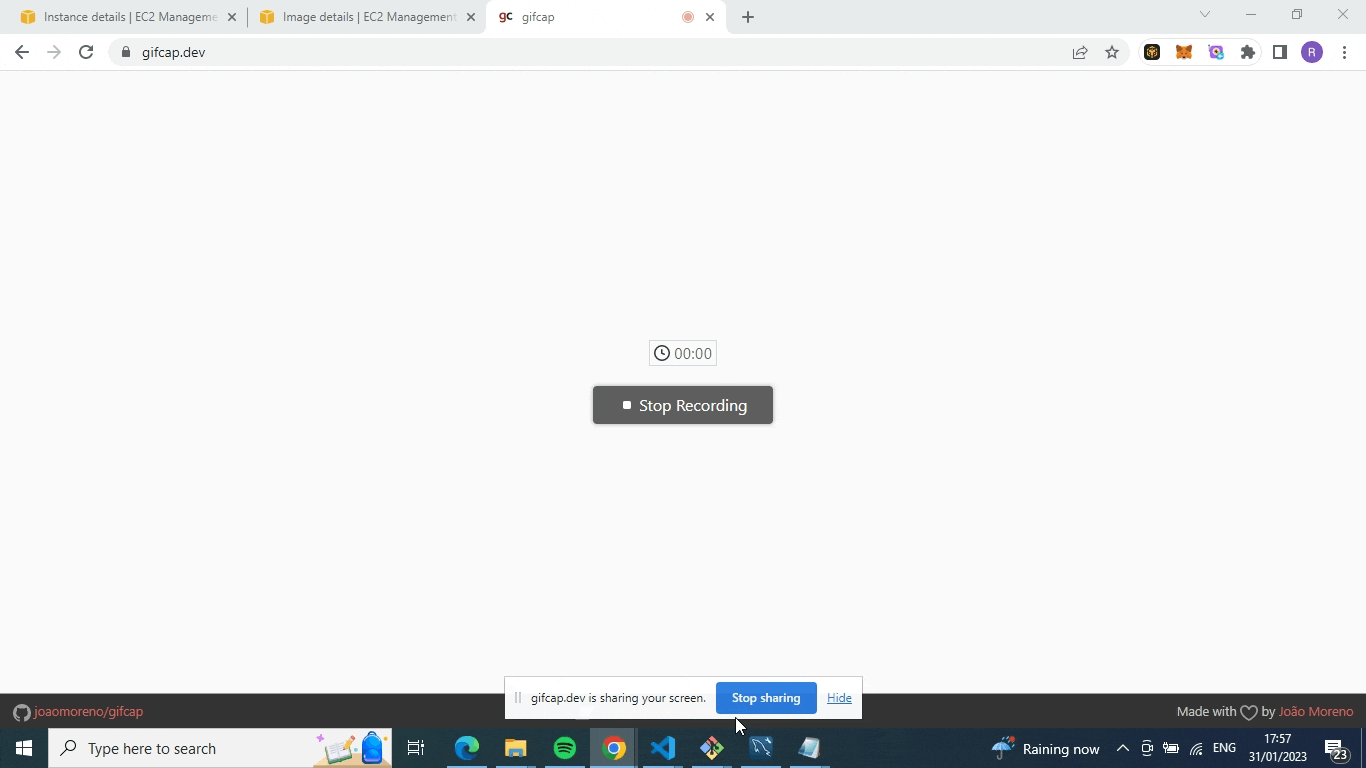 Instance details | EC2 Manageme
Image details | EC2 Management
gc gifcap
gifcap.dev
R
00:00
Stop Recording
gifcap.dev is sharing your screen.
Stop sharing
Hide
joaomoreno/gifcap
Made with by João Moreno
Type here to search
Raining now
ENG
17:57
31/01/2023
23